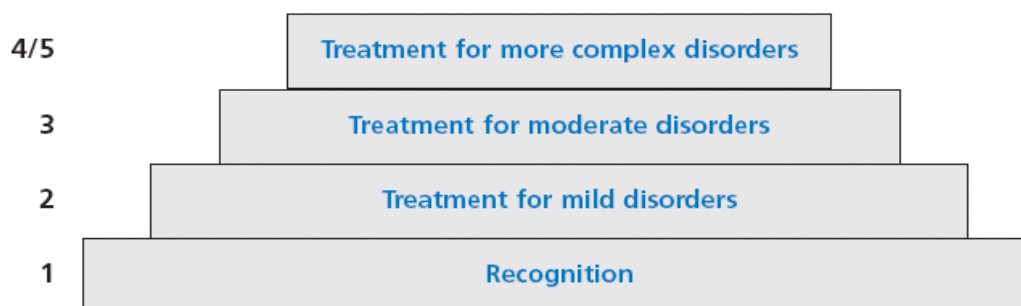 4/5 Treatment for more complex disorders
3 Treatment for moderate disorders
2 Treatment for mild disorders
1 Recognition